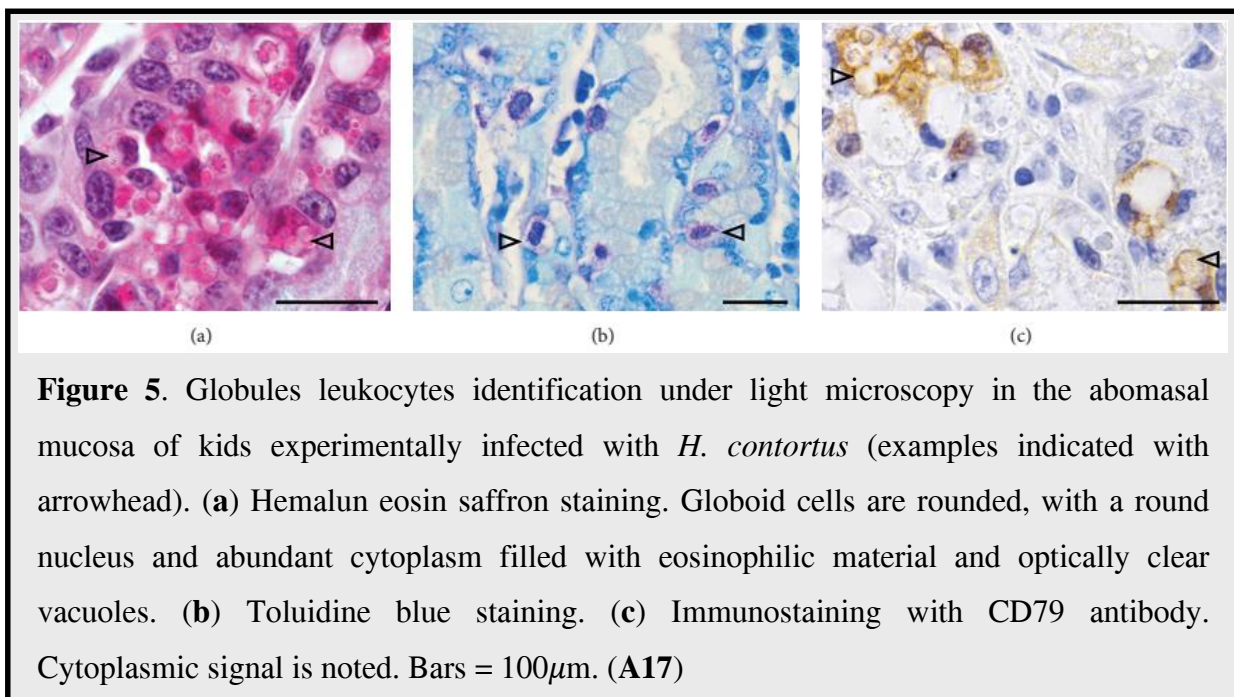 (a) (b) (c)
Figure 5. Globules leukocytes identification under light microscopy in the abomasal
mucosa of kids experimentally infected with H. contortus (examples indicated with
arrowhead). (a) Hemalun eosin saffron staining. Globoid cells are rounded, with a round
nucleus and abundant cytoplasm filled with eosinophilic material and optically clear
vacuoles. (b) Toluidine blue staining. (c) Immunostaining with CD79 antibody.
Cytoplasmic signal is noted. Bars = 100µm. (A17)